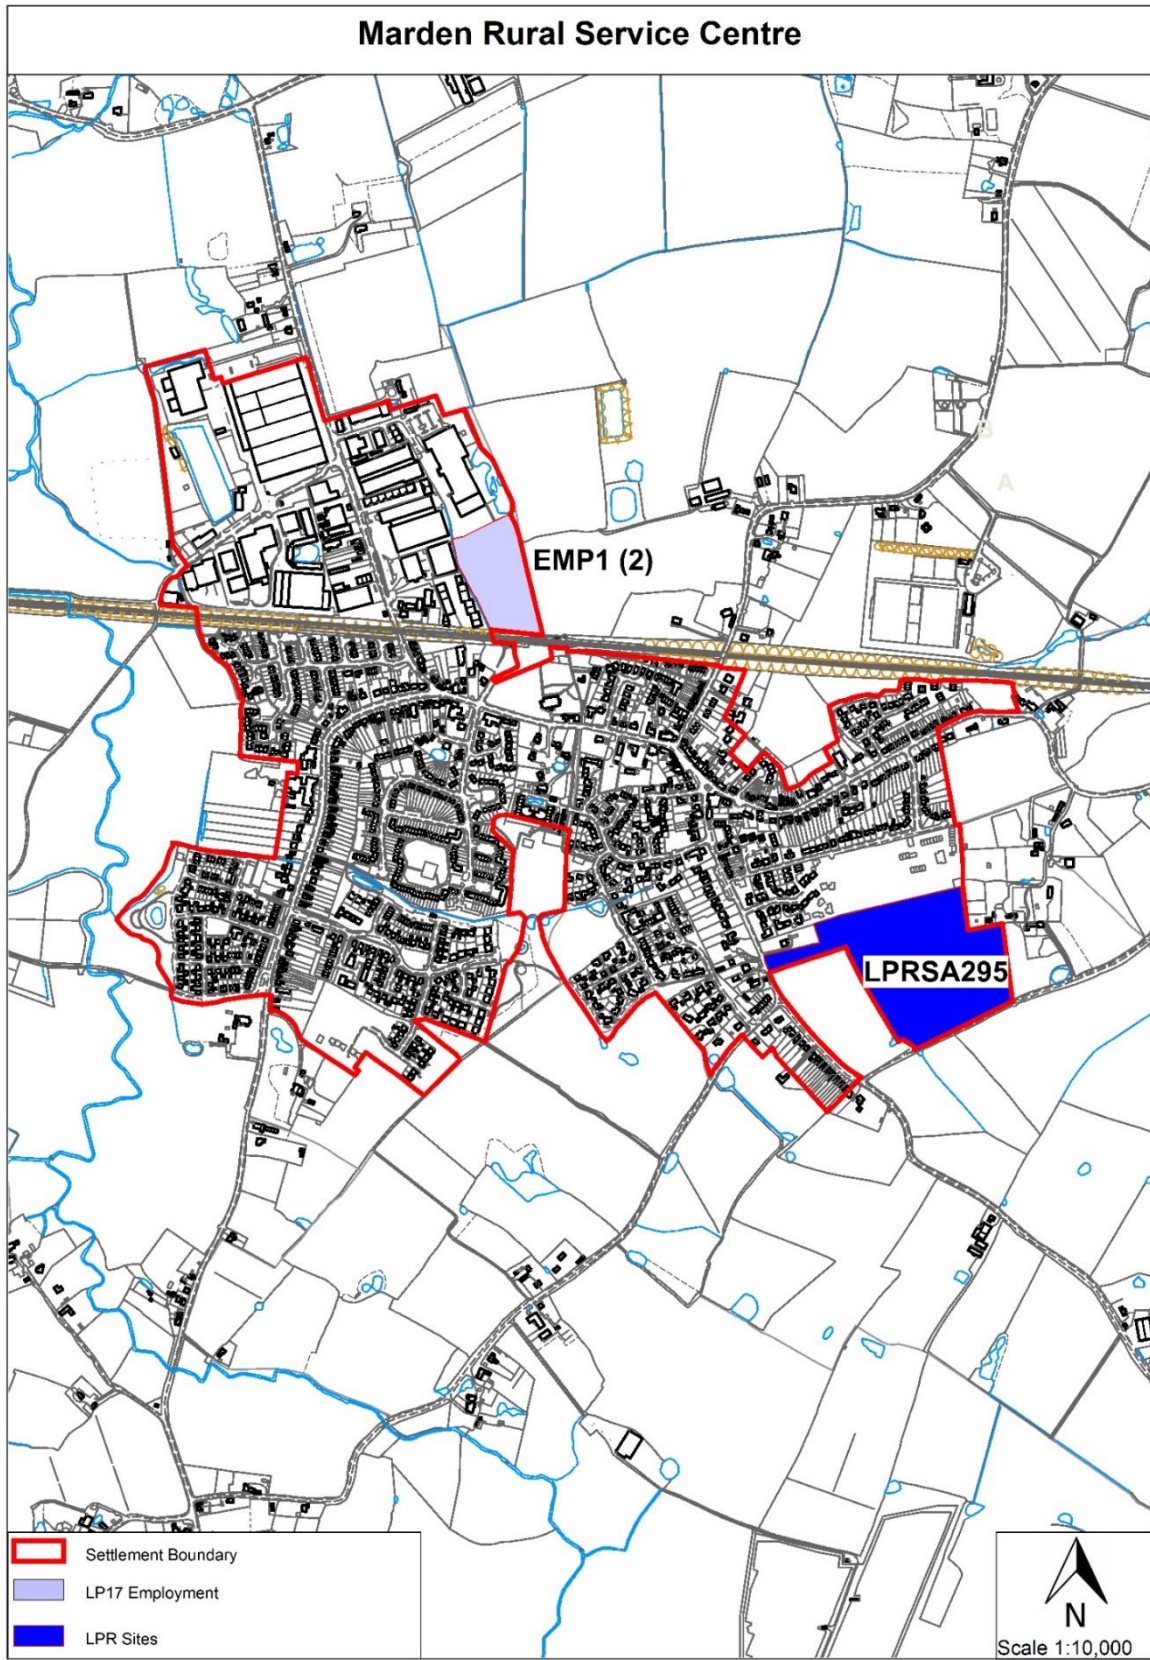 Marden Rural Service Centre
B
A
EMP1 (2)
LPRSA295
Settlement Boundary
LP17 Employment
LPR Sites
N
Scale 1:10,000